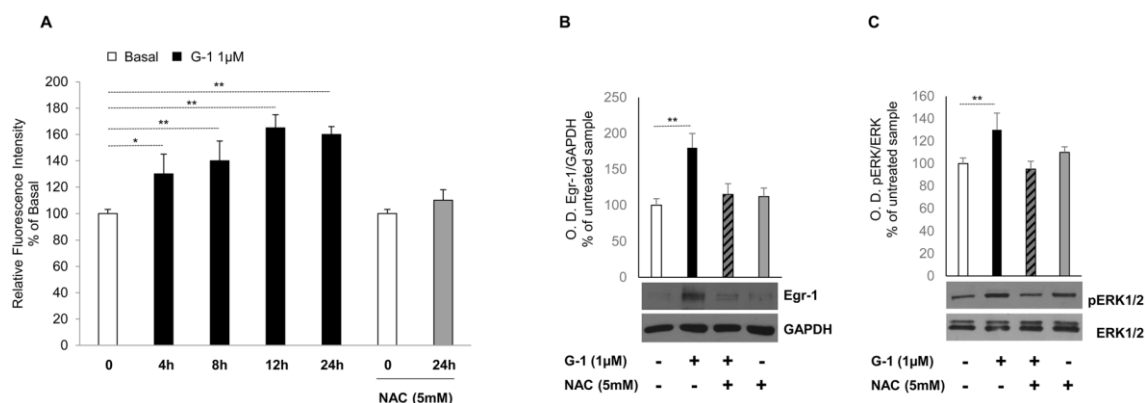 A
Basal
G-1 1µM
Relative Fluorescence Intensity
% of Basal
200
180
160
140
120
100
80
60
40
20
0
**
**
**
*
0
4h
8h
12h
24h
0
24h
NAC (5mM)
B
O. D. Egr-1/GAPDH
% of untreated sample
250
200
150
100
50
0
**
Egr-1
GAPDH
G-1 (1µM) - + + -
NAC (5mM) - - + +
C
O. D. pERK/ERK
% of untreated sample
160
140
120
100
80
60
40
20
0
**
pERK1/2
ERK1/2
G-1 (1µM) - + + -
NAC (5mM) - - + +